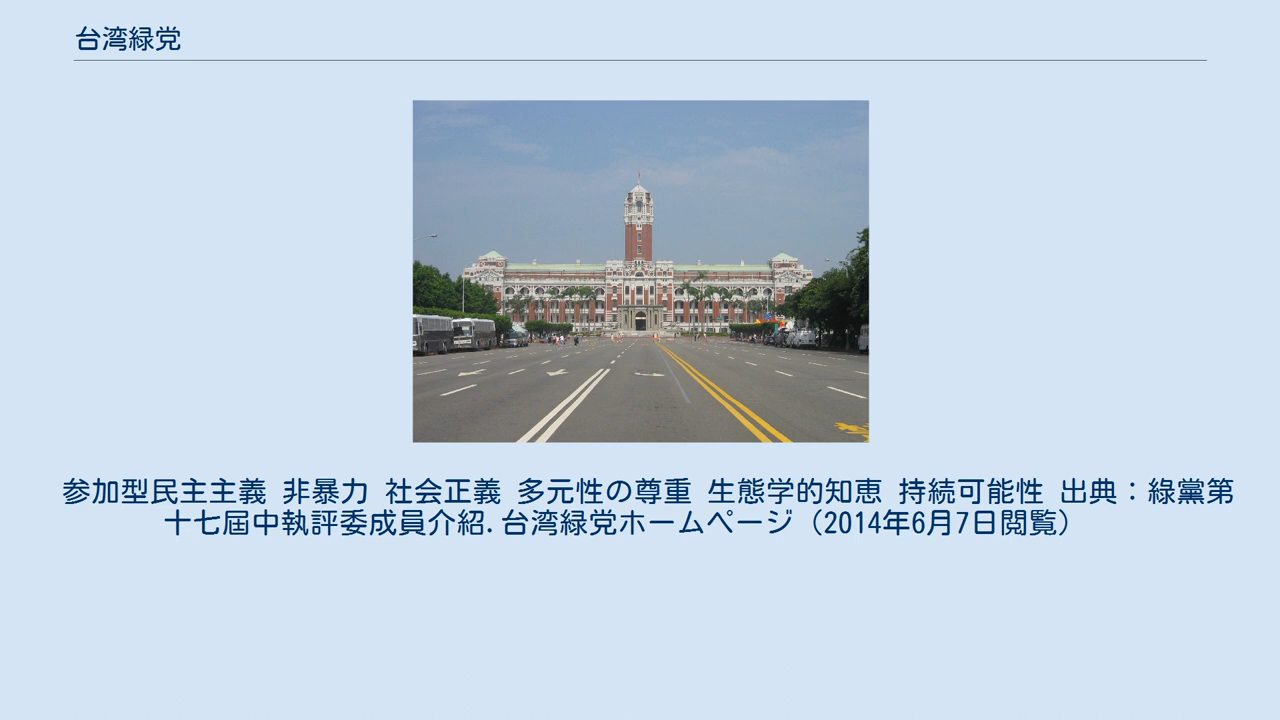 台湾緑党
参加型民主主義 非暴力 社会正義 多元性の尊重 生態学的知恵 持続可能性 出典：綠黨第
十七屆中執評委成員介紹. 台湾緑党ホームページ（2014年6月7日閲覧）